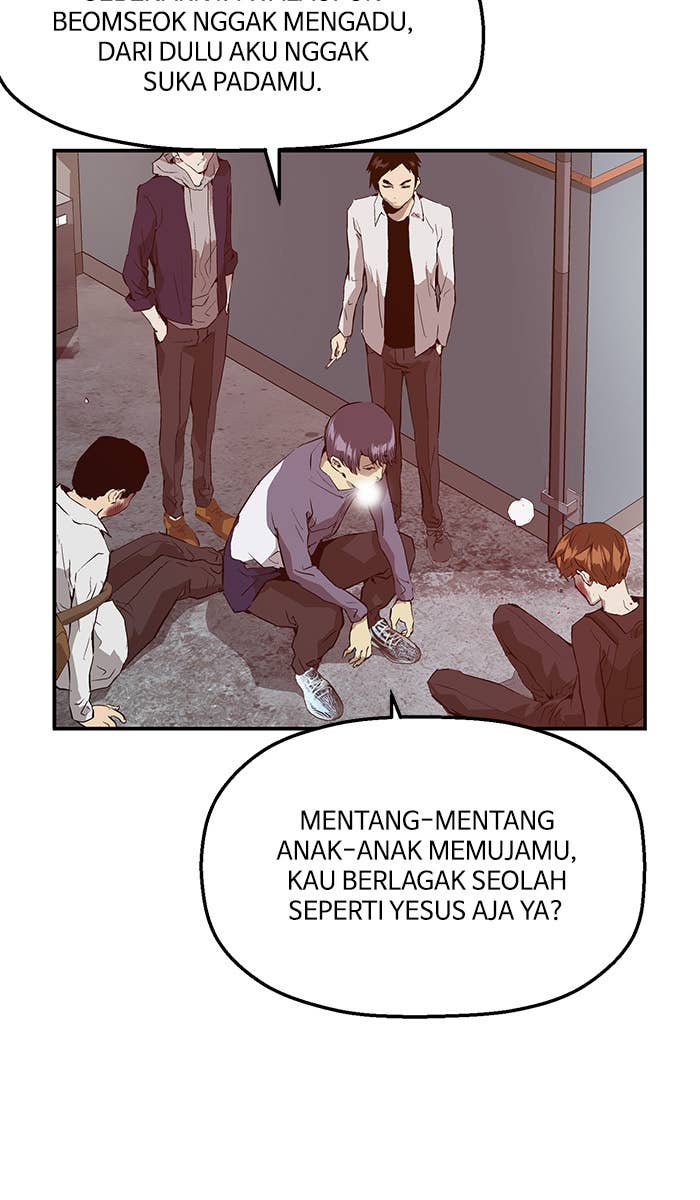 BEOMSEOK NGGAK MENGADU,
DARI DULU AKU NGGAK
SUKA PADAMU.
MENTANG-MENTANG
ANAK-ANAK MEMUJAMU,
KAU BERLAGAK SEOLAH
SEPERTI YESUS AJA YA?